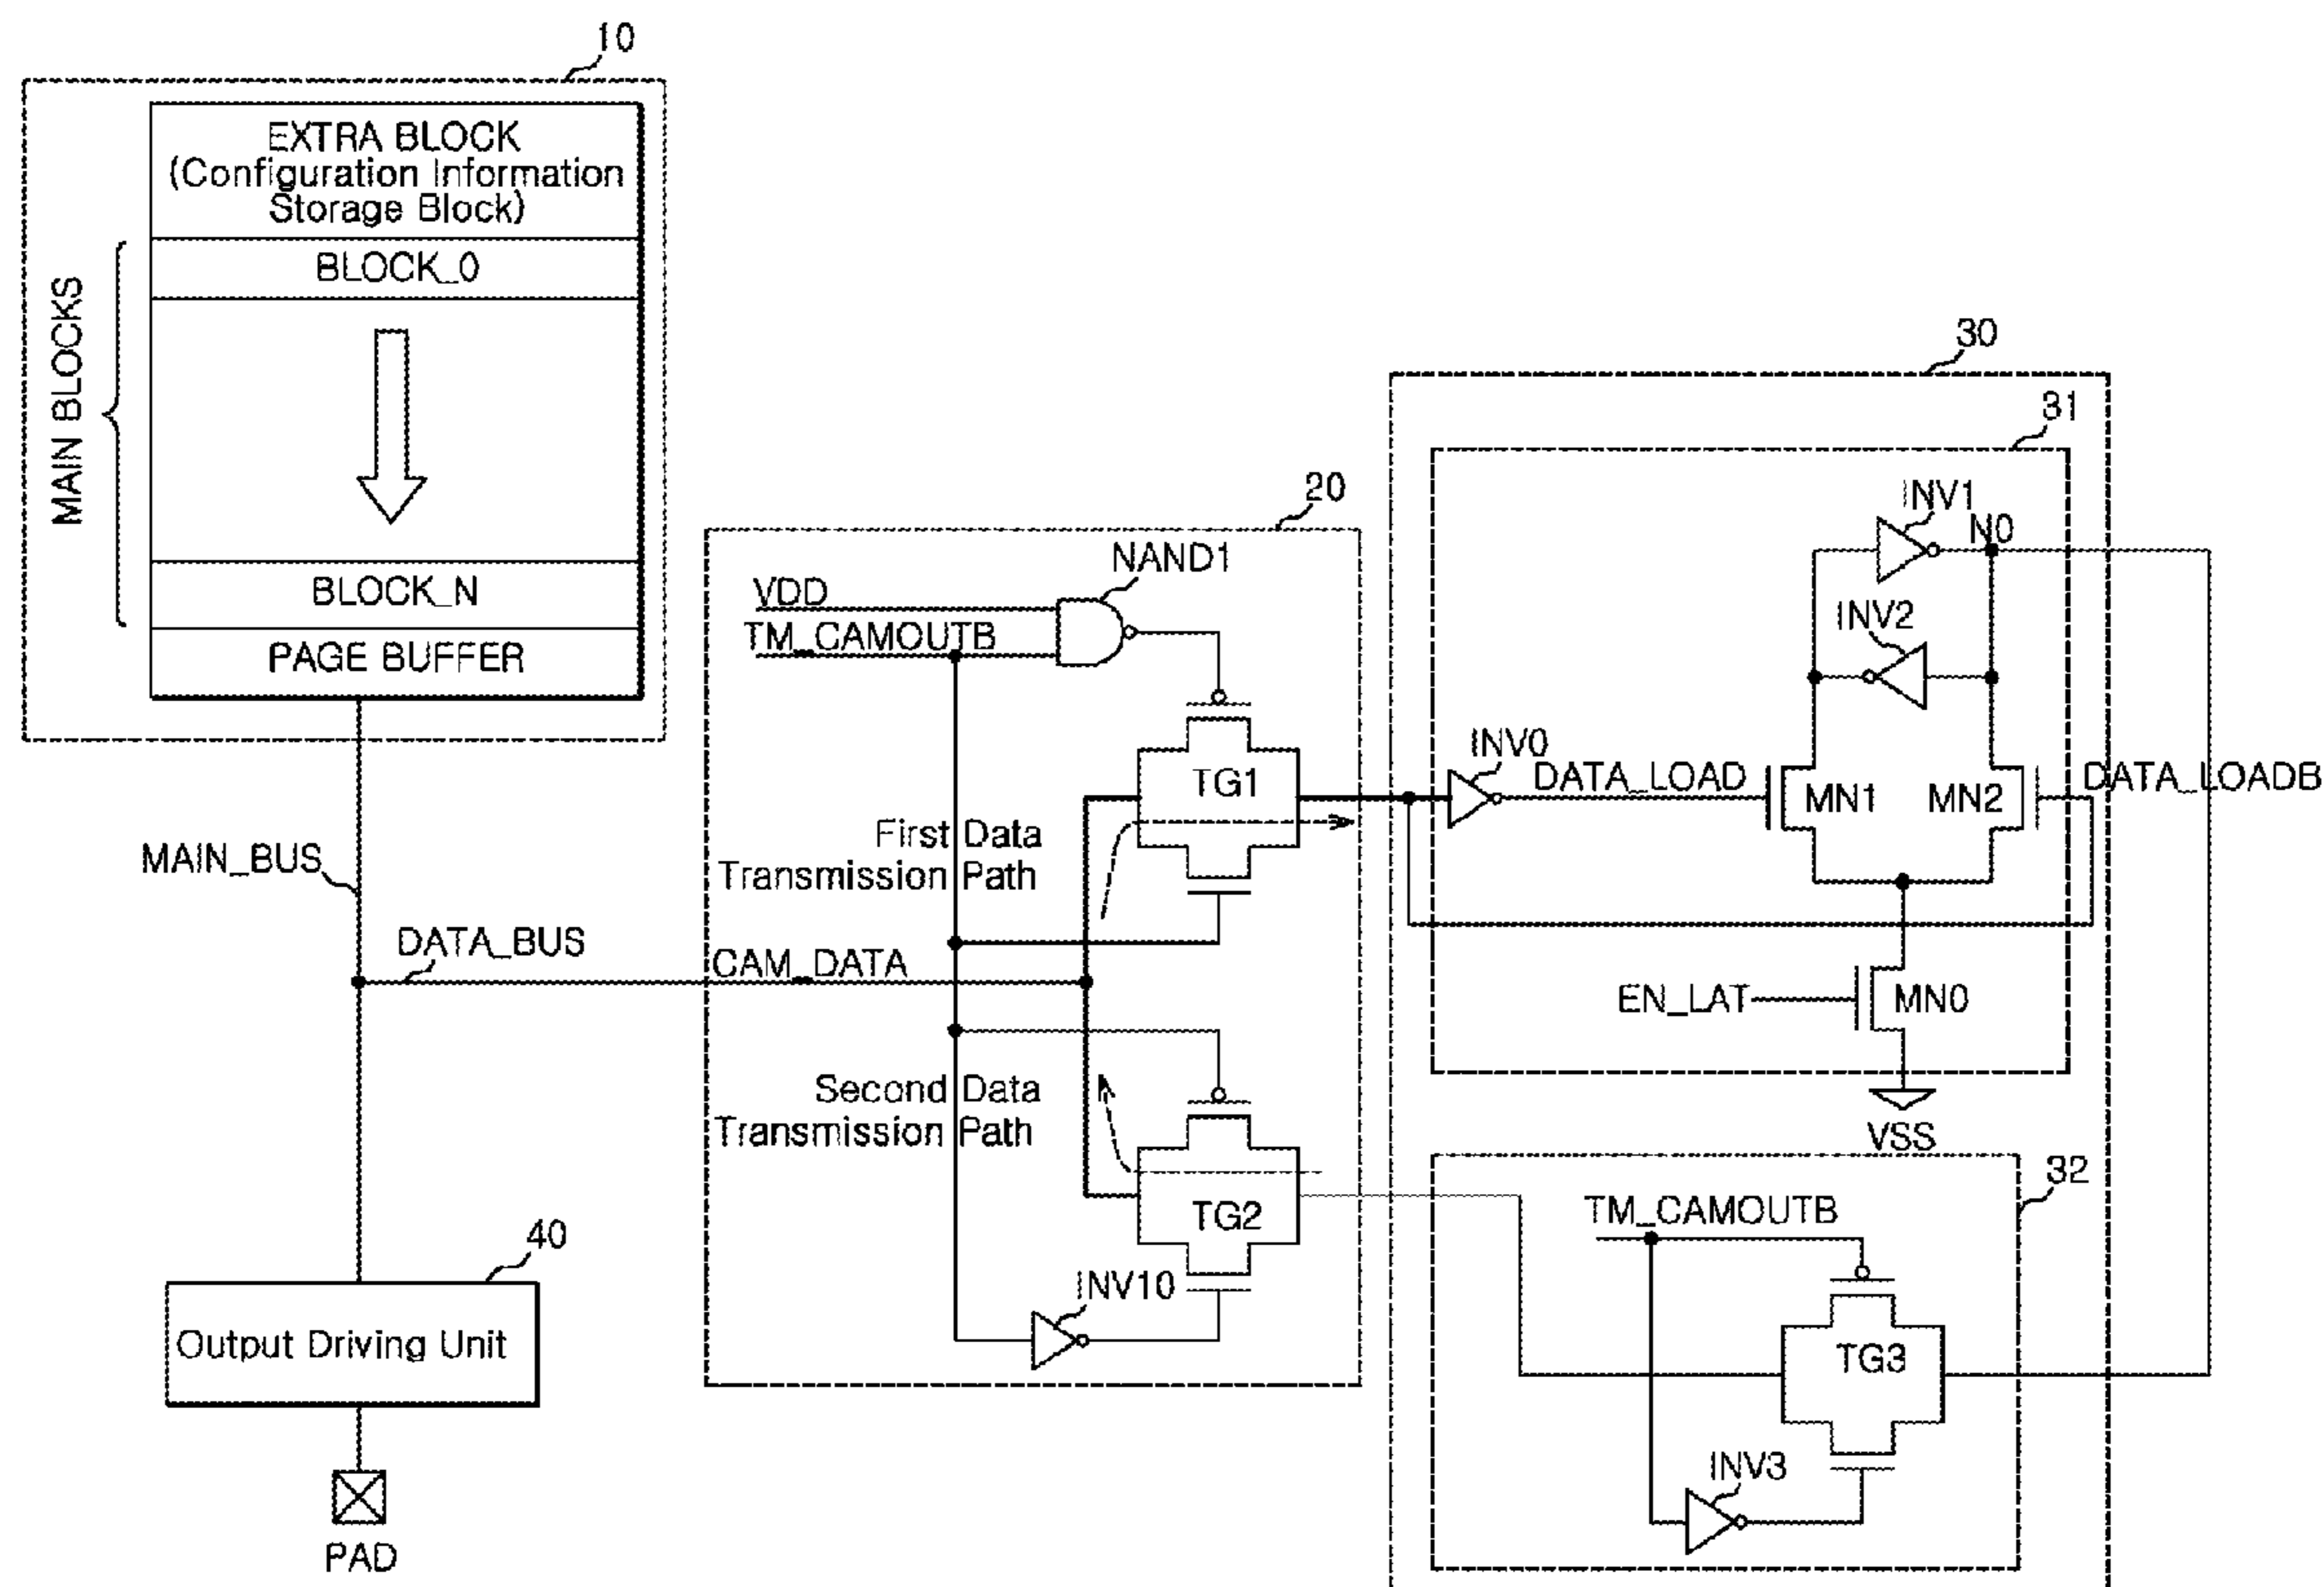 10
EXTRA BLOCK
(Configuration Information
Storage Block)
MAIN BLOCKS
BLOCK_0
BLOCK_N
PAGE BUFFER
MAIN_BUS
DATA_BUS
40
Output Driving Unit
PAD
20
NAND1
VDD
TM_CAMOUTB
TG1
First Data
Transmission Path
CAM_DATA
Second Data
Transmission Path
TG2
INV10
30
31
INV1
N0
INV2
INV0
DATA_LOAD
MN1
MN2
DATA_LOADB
EN_LAT
MN0
VSS
32
TM_CAMOUTB
TG3
INV3